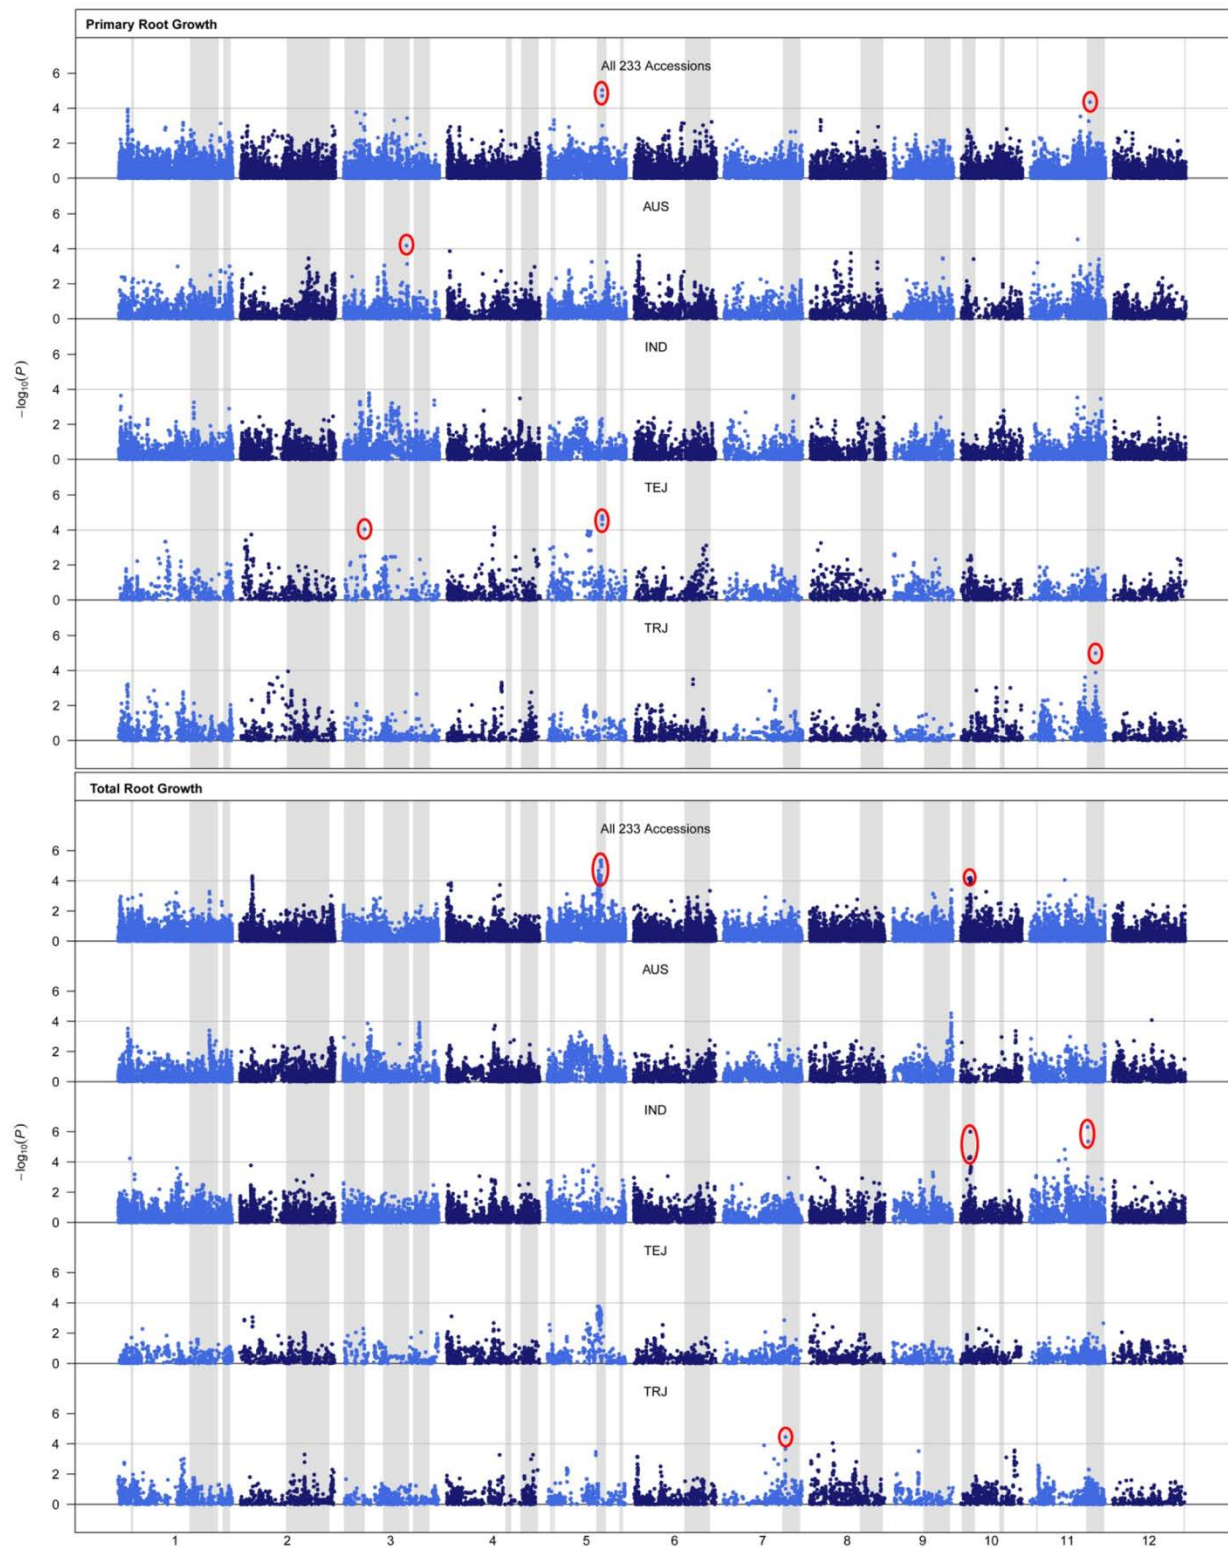 Primary Root Growth
All 233 Accessions
6
4
2
0
AUS
6
4
2
0
IND
6
4
2
0
TEJ
6
4
2
0
TRJ
6
4
2
0
−log₁₀(P)
Total Root Growth
All 233 Accessions
6
4
2
0
AUS
6
4
2
0
IND
6
4
2
0
TEJ
6
4
2
0
TRJ
6
4
2
0
−log₁₀(P)
1 2 3 4 5 6 7 8 9 10 11 12